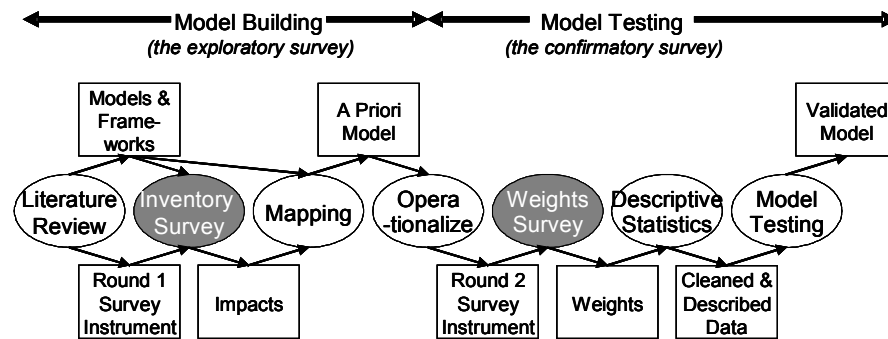 Model Building
(the exploratory survey)
Model Testing
(the confirmatory survey)
Models &
Frame-
works
A Priori
Model
Validated
Model
Literature
Review
Inventory
Survey
Mapping
Opera
-tionalize
Weights
Survey
Descriptive
Statistics
Model
Testing
Round 1
Survey
Instrument
Impacts
Round 2
Survey
Instrument
Weights
Cleaned &
Described
Data